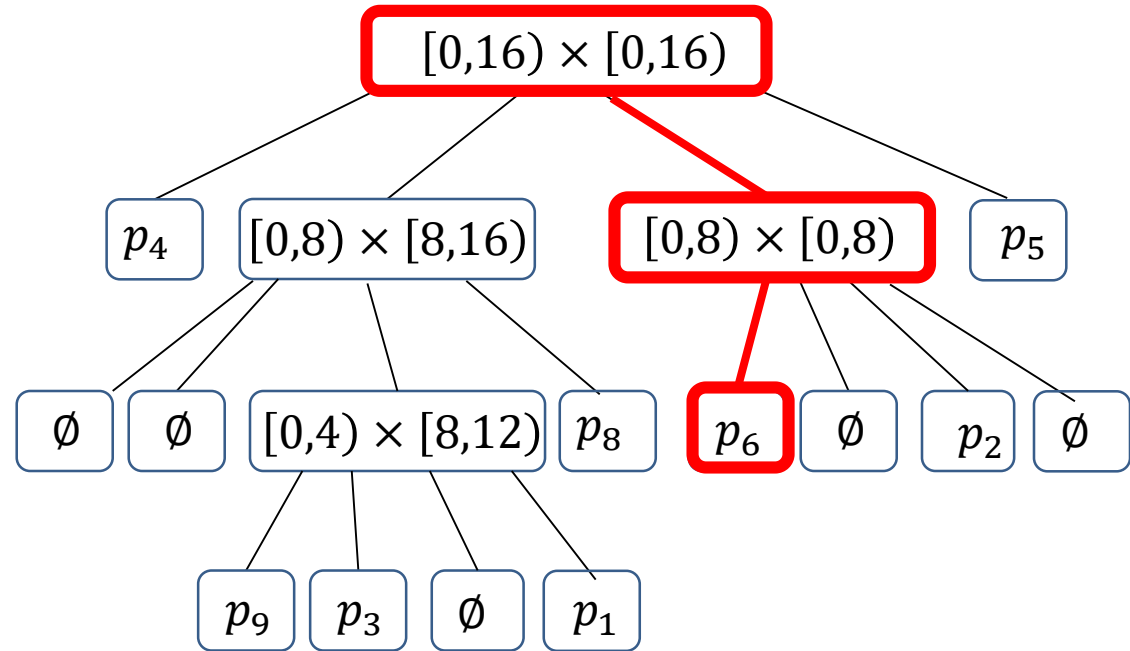 [0,16) × [0,16)
p₄ [0,8) × [8,16) [0,8) × [0,8) p₅
∅ ∅ [0,4) × [8,12) p₈ p₆ ∅ p₂ ∅
p₉ p₃ ∅ p₁